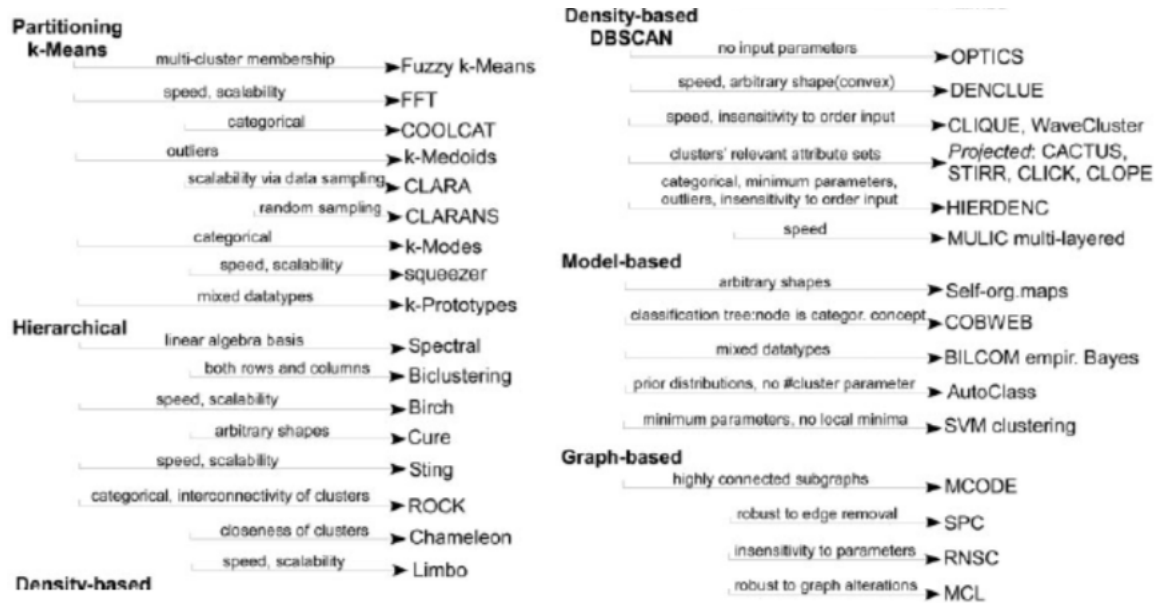 Partitioning
k-Means
multi-cluster membership Fuzzy k-Means
speed, scalability FFT
categorical COOLCAT
outliers k-Medoids
scalability via data sampling CLARA
random sampling CLARANS
categorical k-Modes
speed, scalability squeezer
mixed datatypes k-Prototypes
Hierarchical
linear algebra basis Spectral
both rows and columns Biclustering
speed, scalability Birch
arbitrary shapes Cure
speed, scalability Sting
categorical, interconnectivity of clusters ROCK
closeness of clusters Chameleon
speed, scalability Limbo
Density-based
Density-based
DBSCAN
no input parameters OPTICS
speed, arbitrary shape(convex) DENCLUE
speed, insensitivity to order input CLIQUE, WaveCluster
clusters' relevant attribute sets Projected: CACTUS,
STIRR, CLICK, CLOPE
categorical, minimum parameters,
outliers, insensitivity to order input HIERDENC
speed MULIC multi-layered
Model-based
arbitrary shapes Self-org.maps
classification tree:node is categor. concept COBWEB
mixed datatypes BILCOM empir. Bayes
prior distributions, no #cluster parameter AutoClass
minimum parameters, no local minima SVM clustering
Graph-based
highly connected subgraphs MCODE
robust to edge removal SPC
insensitivity to parameters RNSC
robust to graph alterations MCL